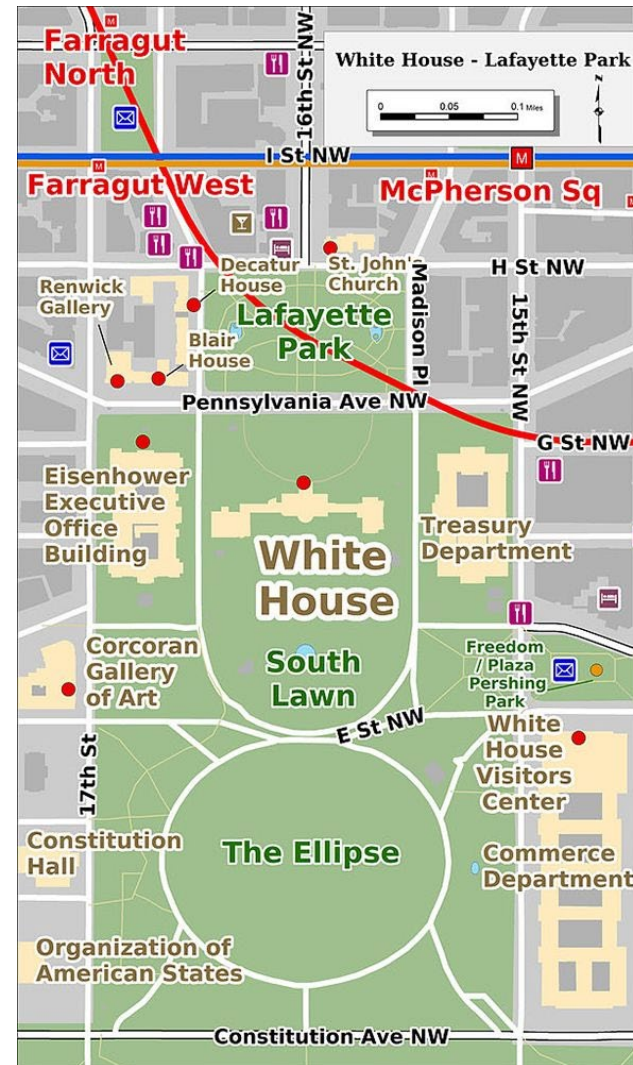 Farragut
North
M
16th St NW
White House - Lafayette Park
N
0 0.05 0.1 Miles
I St NW
M
M
M
M
Farragut West
McPherson Sq
Decatur
House
St. John's
Church
H St NW
Madison Pl
15th St NW
Renwick
Gallery
Lafayette
Park
Blair
House
Pennsylvania Ave NW
G St NW
Eisenhower
Executive
Office
Building
White
House
Treasury
Department
Corcoran
Gallery
of Art
South
Lawn
Freedom
/ Plaza
Pershing
Park
E St NW
White
House
Visitors
Center
17th St
Constitution
Hall
The Ellipse
Commerce
Department
Organization of
American States
Constitution Ave NW